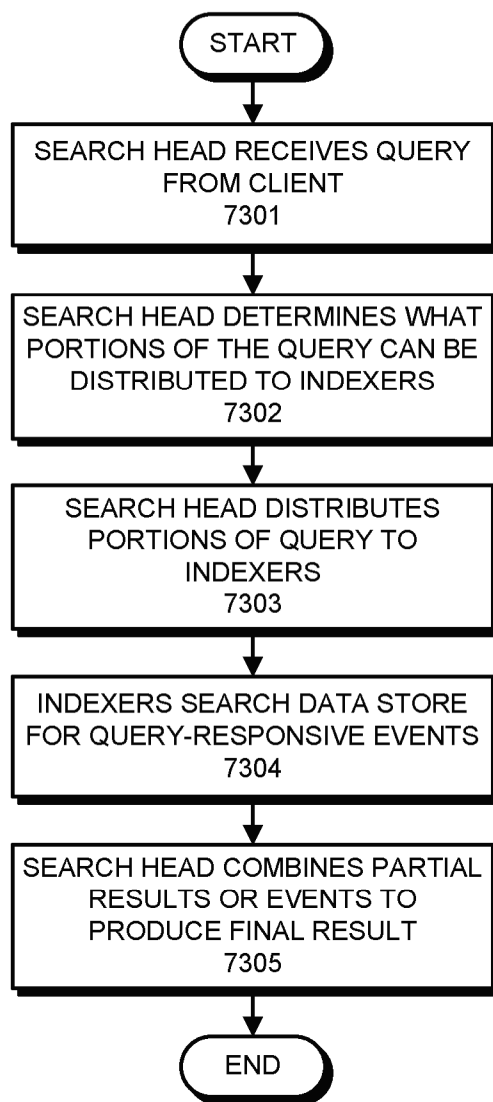 START
SEARCH HEAD RECEIVES QUERY
FROM CLIENT
7301
SEARCH HEAD DETERMINES WHAT
PORTIONS OF THE QUERY CAN BE
DISTRIBUTED TO INDEXERS
7302
SEARCH HEAD DISTRIBUTES
PORTIONS OF QUERY TO
INDEXERS
7303
INDEXERS SEARCH DATA STORE
FOR QUERY-RESPONSIVE EVENTS
7304
SEARCH HEAD COMBINES PARTIAL
RESULTS OR EVENTS TO
PRODUCE FINAL RESULT
7305
END